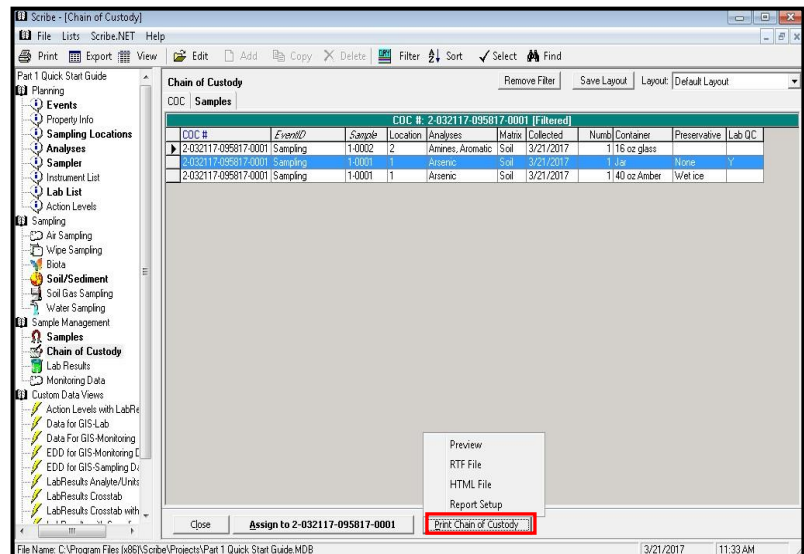 Scribe - [Chain of Custody]
File Lists Scribe.NET Help
Print Export View Edit Add Copy Delete Filter Sort Select Find
Part 1 Quick Start Guide
Planning
Events
Property Info
Sampling Locations
Analyses
Sampler
Instrument List
Lab List
Action Levels
Sampling
Air Sampling
Wipe Sampling
Biota
Soil/Sediment
Soil Gas Sampling
Water Sampling
Sample Management
Samples
Chain of Custody
Lab Results
Monitoring Data
Custom Data Views
Action Levels with LabRe
Data for GIS-Lab
Data For GIS-Monitoring
EDD for GIS-Monitoring D
EDD for GIS-Sampling Da
LabResults Analyte/Units
LabResults Crosstab
LabResults Crosstab with
Chain of Custody
Remove Filter Save Layout Layout: Default Layout
COC Samples
COC #: 2-032117-095817-0001 [Filtered]
COC # EventID Sample Location Analyses Matrix Collected Numb Container Preservative Lab QC
2-032117-095817-0001 Sampling 1-0002 2 Amines, Aromatic Soil 3/21/2017 1 16 oz glass
2-032117-095817-0001 Sampling 1-0001 1 Arsenic Soil 3/21/2017 1 Jar None Y
2-032117-095817-0001 Sampling 1-0001 1 Arsenic Soil 3/21/2017 1 40 oz Amber Wet ice
Preview
RTF File
HTML File
Report Setup
Close Assign to 2-032117-095817-0001 Print Chain of Custody
File Name: C:\Program Files (x86)\Scribe\Projects\Part 1 Quick Start Guide.MDB 3/21/2017 11:33 AM